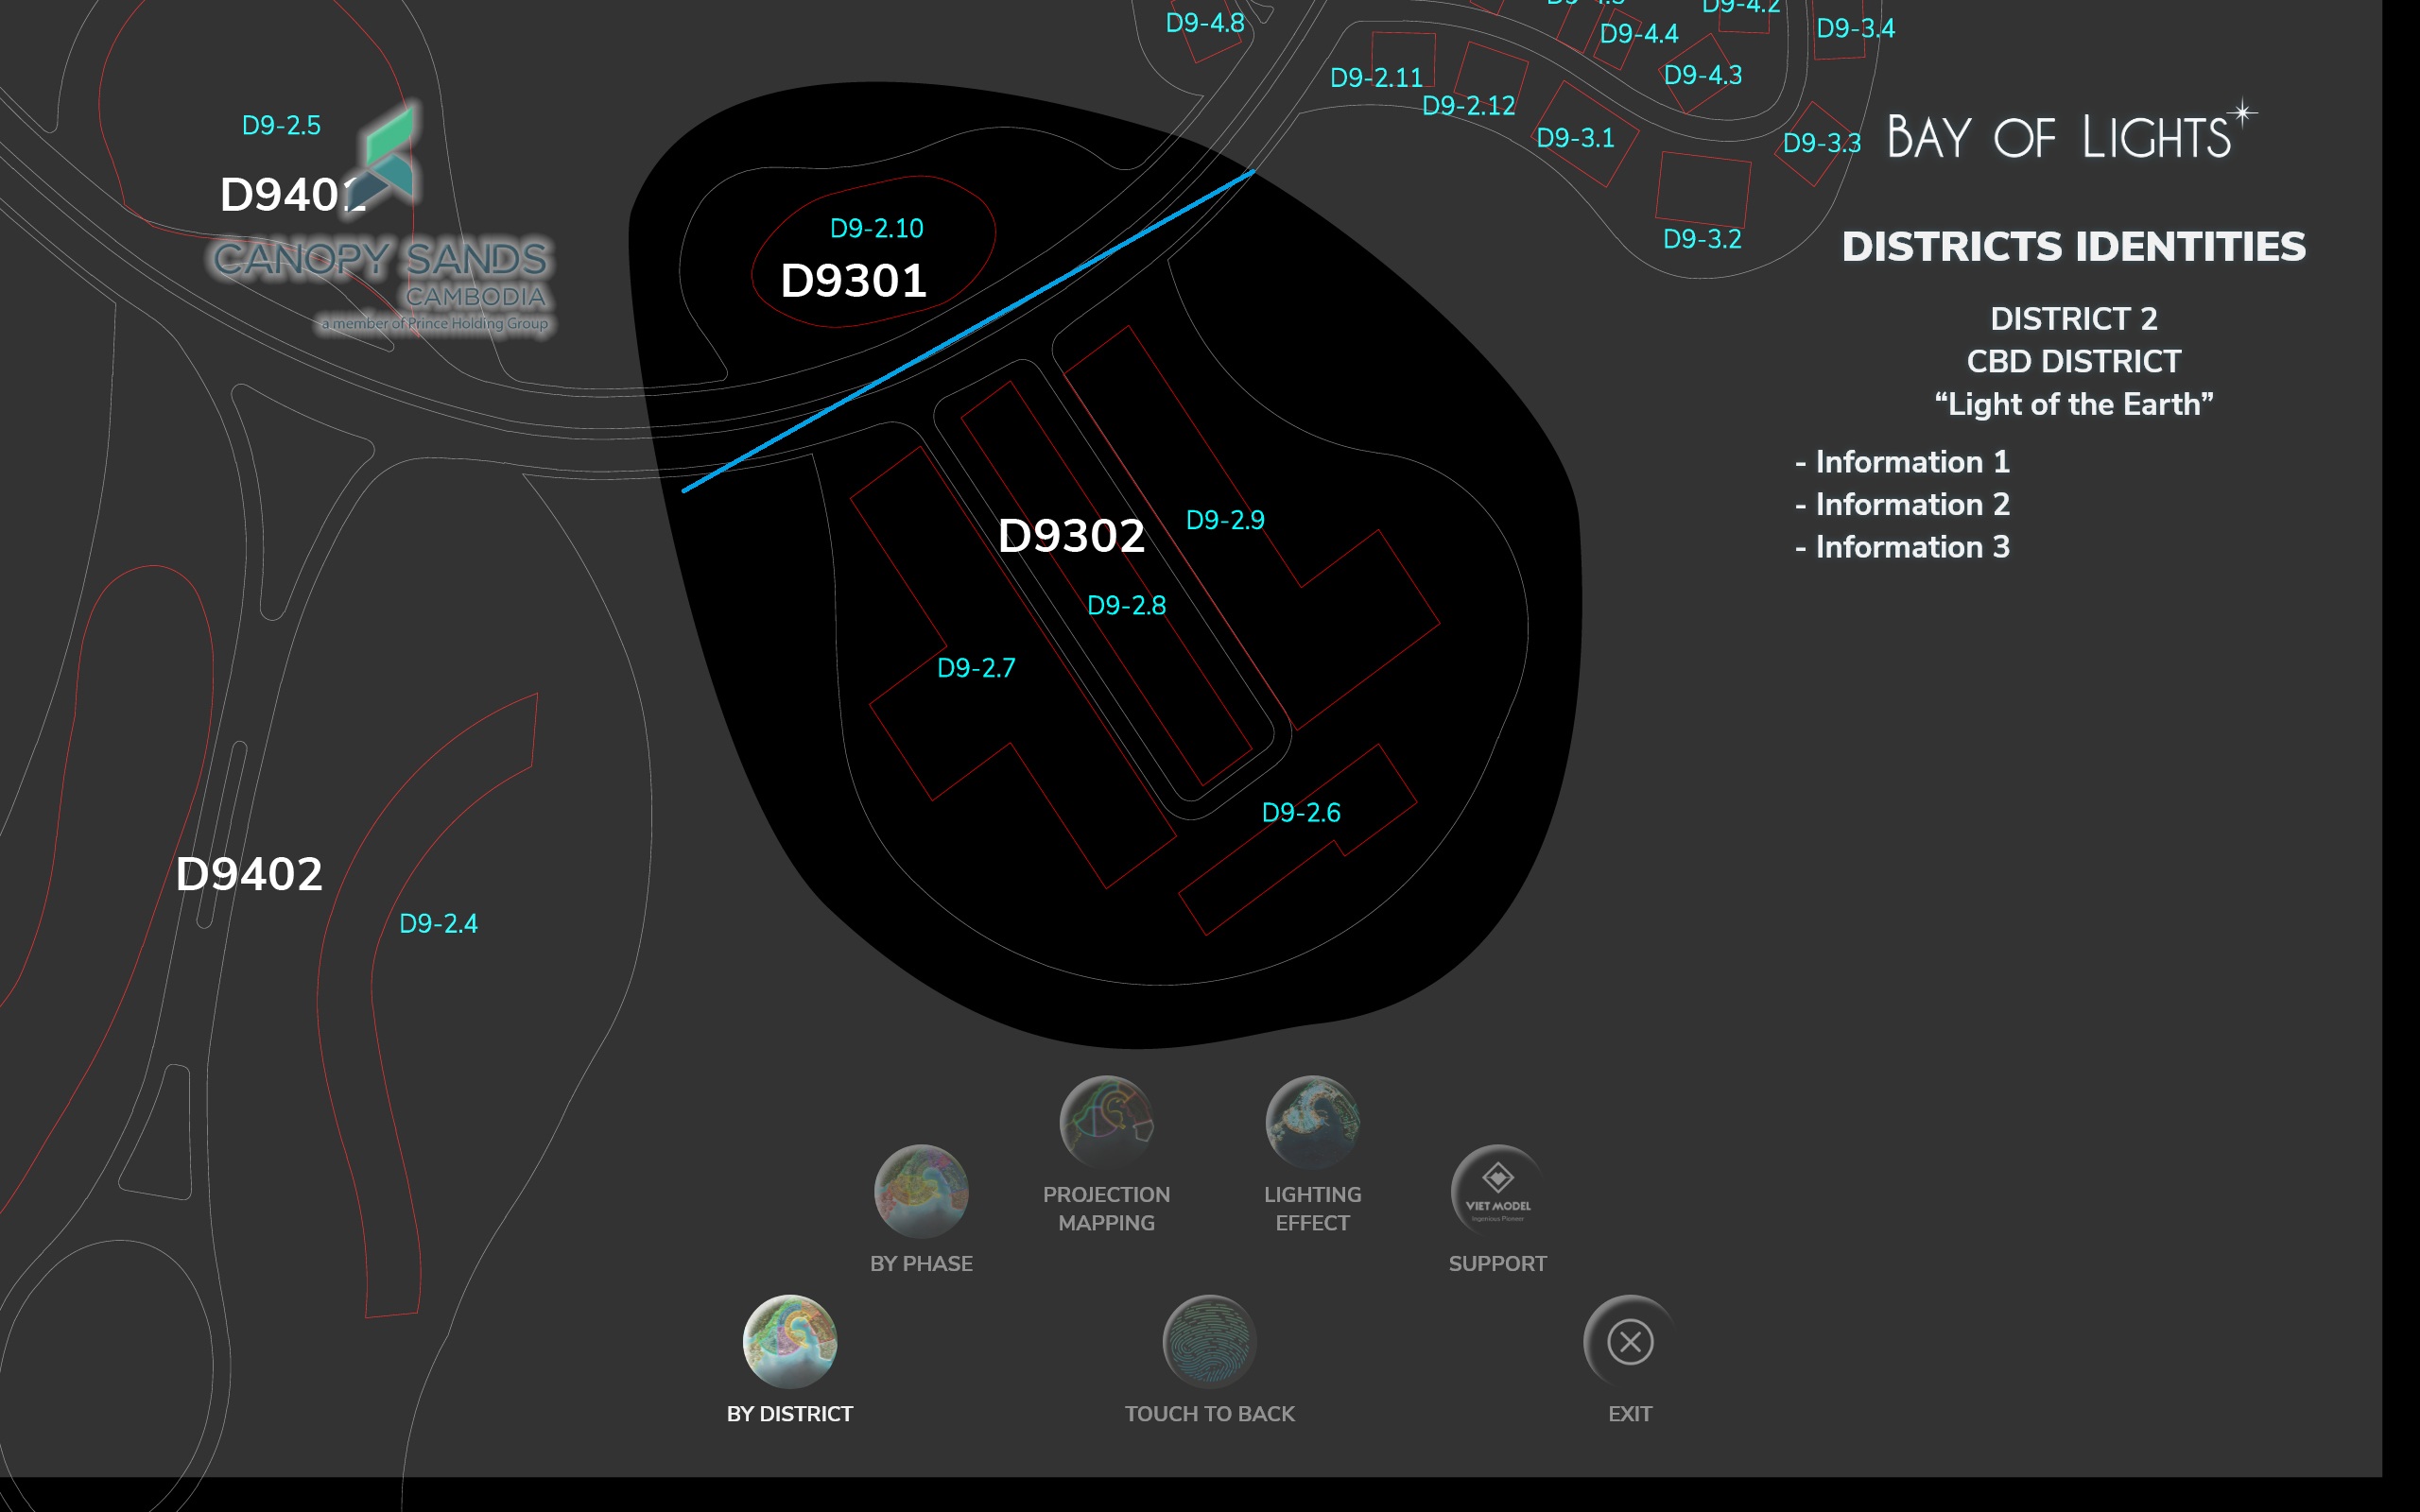 D9-4.8
D9-4.2
D9-4.4
D9-3.4
D9-2.11
D9-4.3
D9-2.12
D9-3.1
D9-3.3
D9-3.2
D9-2.5
CANOPY SANDS
CAMBODIA
a member of Prince Holding Group
BAY OF LIGHTS
DISTRICTS IDENTITIES
DISTRICT 2
CBD DISTRICT
“Light of the Earth”
- Information 1
- Information 2
- Information 3
D9-2.10
D9301
D9302
D9-2.9
D9-2.8
D9-2.7
D9-2.6
D9402
D9-2.4
PROJECTION
MAPPING
LIGHTING
EFFECT
VIET MODEL
Ingenious Pioneer
BY PHASE
SUPPORT
BY DISTRICT
TOUCH TO BACK
EXIT